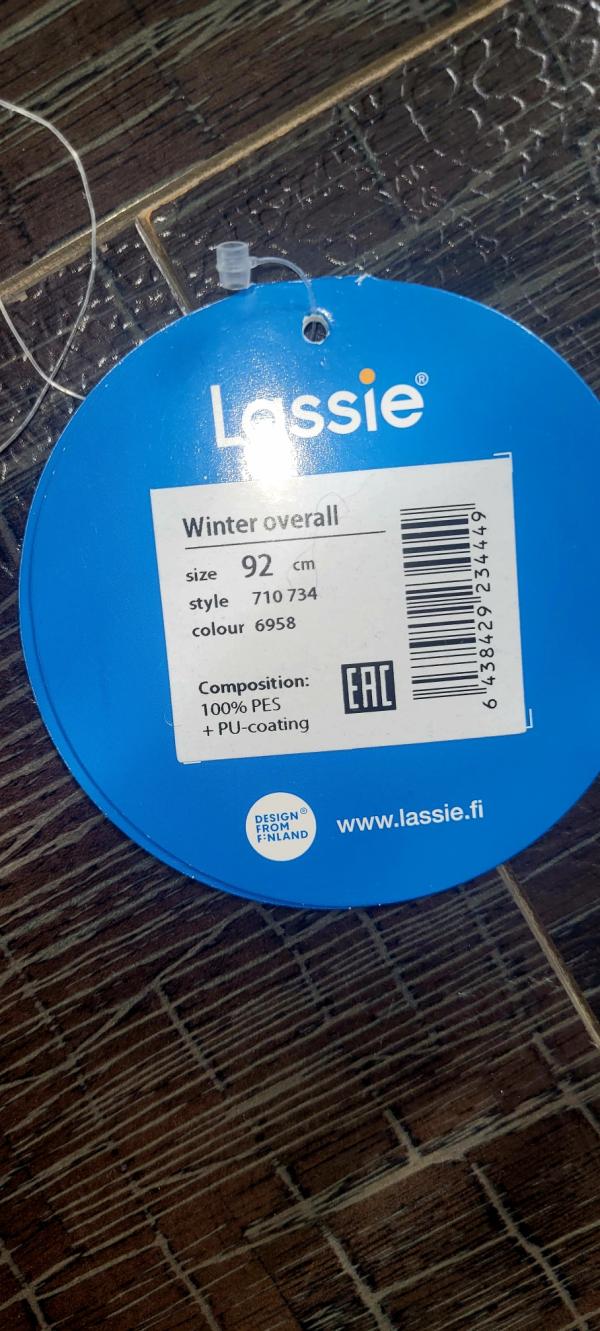 Lassie®
Winter overall
size 92 cm
style 710 734
colour 6958
Composition:
100% PES
+ PU-coating
EAC
6 438429 234449
DESIGN®
FROM
FINLAND
www.lassie.fi